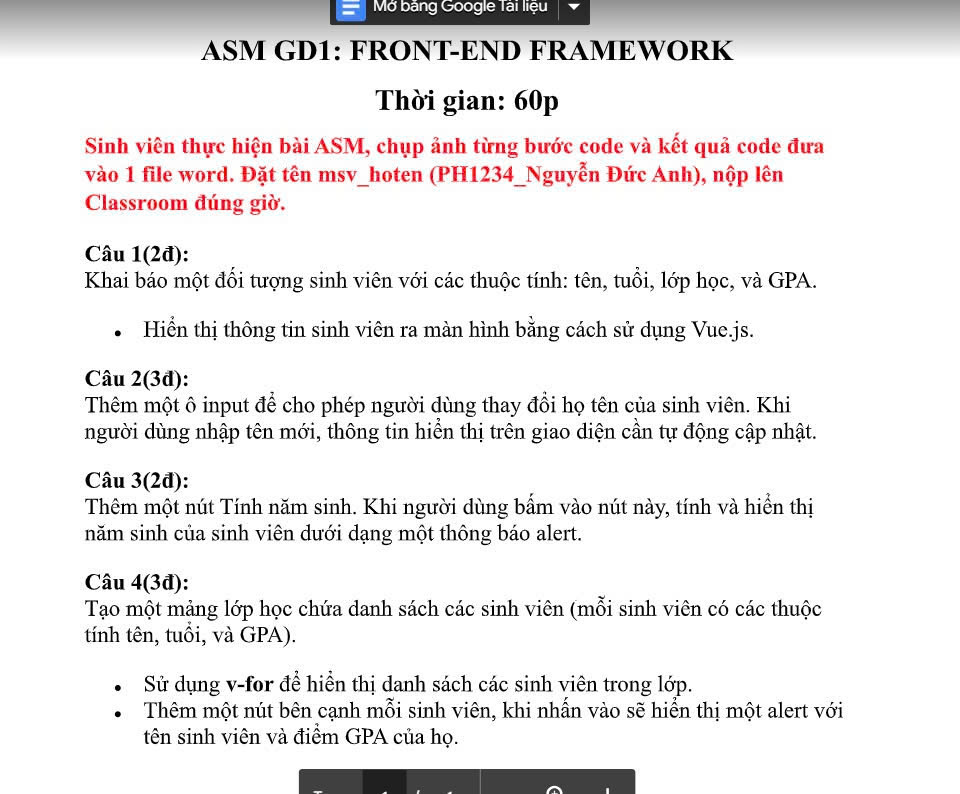 Mở bằng Google Tài liệu
ASM GD1: FRONT-END FRAMEWORK
Thời gian: 60p
Sinh viên thực hiện bài ASM, chụp ảnh từng bước code và kết quả code đưa
vào 1 file word. Đặt tên msv_hoten (PH1234_Nguyễn Đức Anh), nộp lên
Classroom đúng giờ.
Câu 1(2đ):
Khai báo một đối tượng sinh viên với các thuộc tính: tên, tuổi, lớp học, và GPA.
• Hiển thị thông tin sinh viên ra màn hình bằng cách sử dụng Vue.js.
Câu 2(3đ):
Thêm một ô input để cho phép người dùng thay đổi họ tên của sinh viên. Khi
người dùng nhập tên mới, thông tin hiển thị trên giao diện cần tự động cập nhật.
Câu 3(2đ):
Thêm một nút Tính năm sinh. Khi người dùng bấm vào nút này, tính và hiển thị
năm sinh của sinh viên dưới dạng một thông báo alert.
Câu 4(3đ):
Tạo một mảng lớp học chứa danh sách các sinh viên (mỗi sinh viên có các thuộc
tính tên, tuổi, và GPA).
• Sử dụng v-for để hiển thị danh sách các sinh viên trong lớp.
• Thêm một nút bên cạnh mỗi sinh viên, khi nhấn vào sẽ hiển thị một alert với
tên sinh viên và điểm GPA của họ.